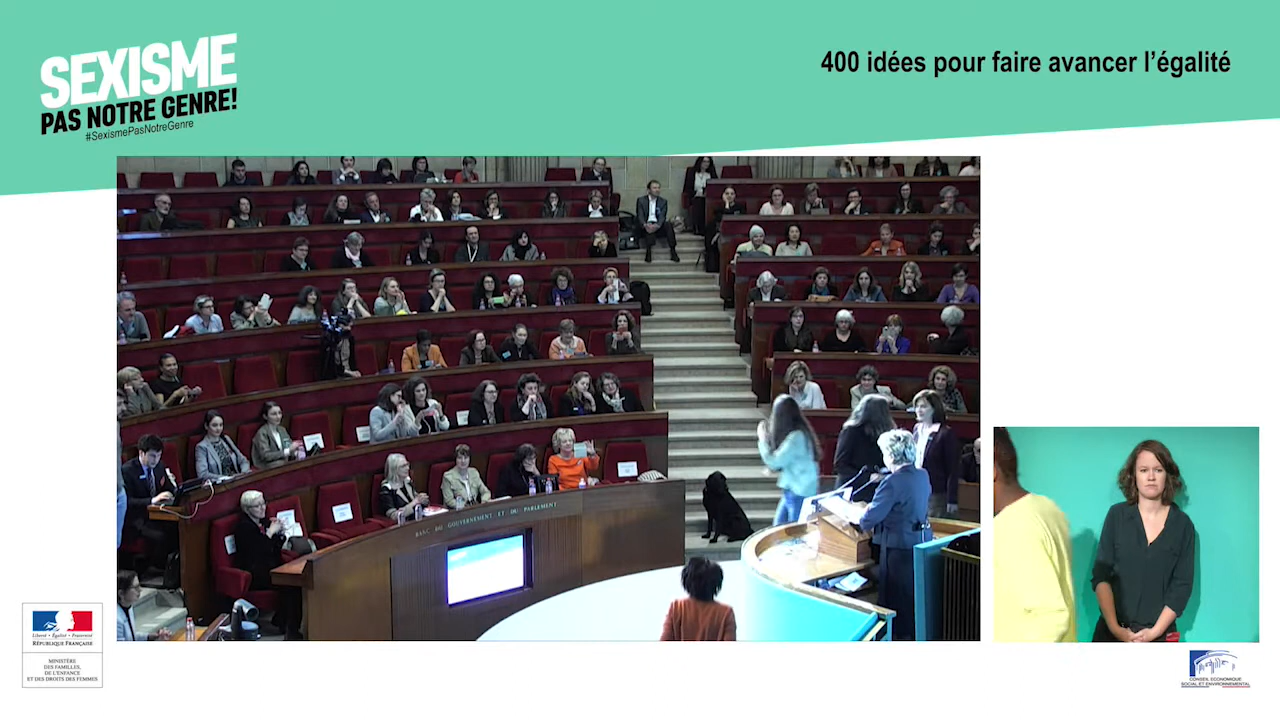 SEXISME
PAS NOTRE GENRE!
#SexismePasNotreGenre
400 idées pour faire avancer l'égalité
BANC DU GOUVERNEMENT ET DU PARLEMENT
Liberté • Égalité • Fraternité
RÉPUBLIQUE FRANÇAISE
MINISTÈRE
DES FAMILLES,
DE L'ENFANCE
ET DES DROITS DES FEMMES
CONSEIL ECONOMIQUE
SOCIAL ET ENVIRONNEMENTAL